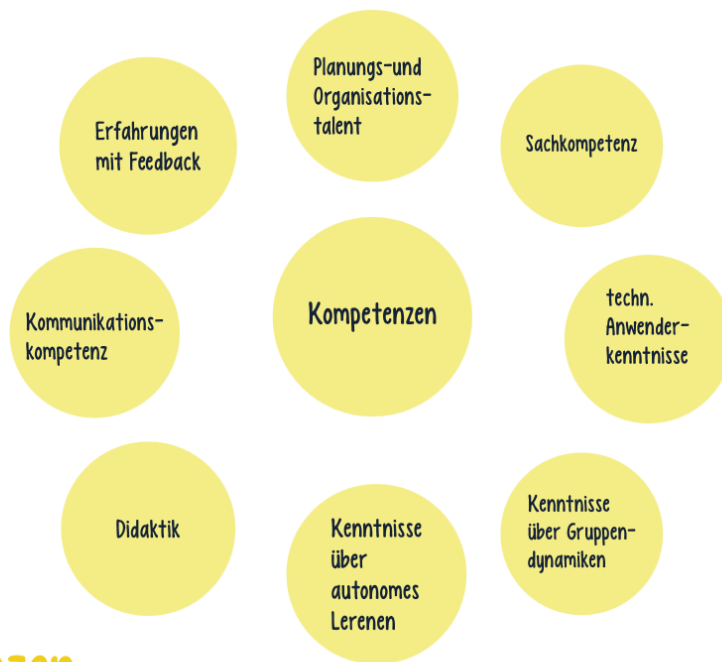 Planungs-und
Organisations-
talent
Erfahrungen
mit Feedback
Sachkompetenz
Kommunikations-
kompetenz
Kompetenzen
techn.
Anwender-
kenntnisse
Didaktik
Kenntnisse
über
autonomes
Lerenen
Kenntnisse
über Gruppen-
dynamiken